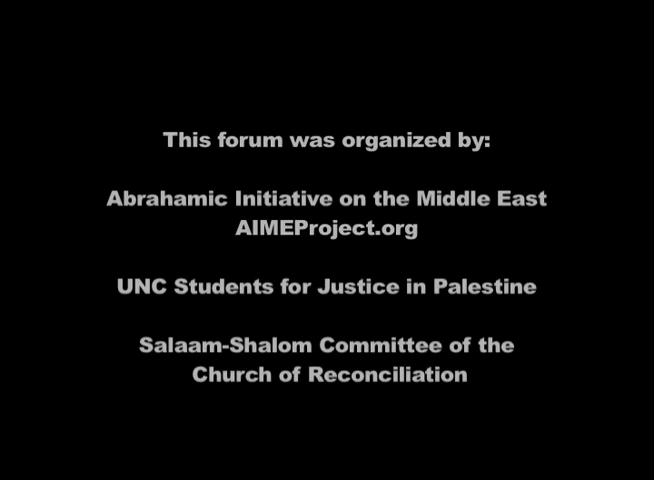 This forum was organized by:
Abrahamic Initiative on the Middle East
AIMEProject.org
UNC Students for Justice in Palestine
Salaam-Shalom Committee of the
Church of Reconciliation